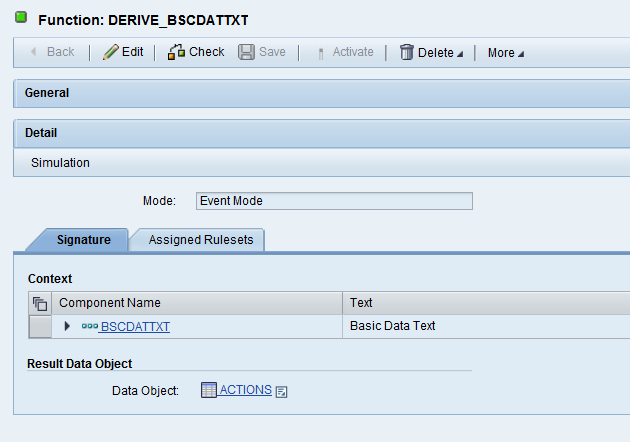 Function: DERIVE_BSCDATTXT
Back Edit Check Save Activate Delete More
General
Detail
Simulation
Mode: Event Mode
Signature Assigned Rulesets
Context
Component Name Text
BSCDATTXT Basic Data Text
Result Data Object
Data Object: ACTIONS